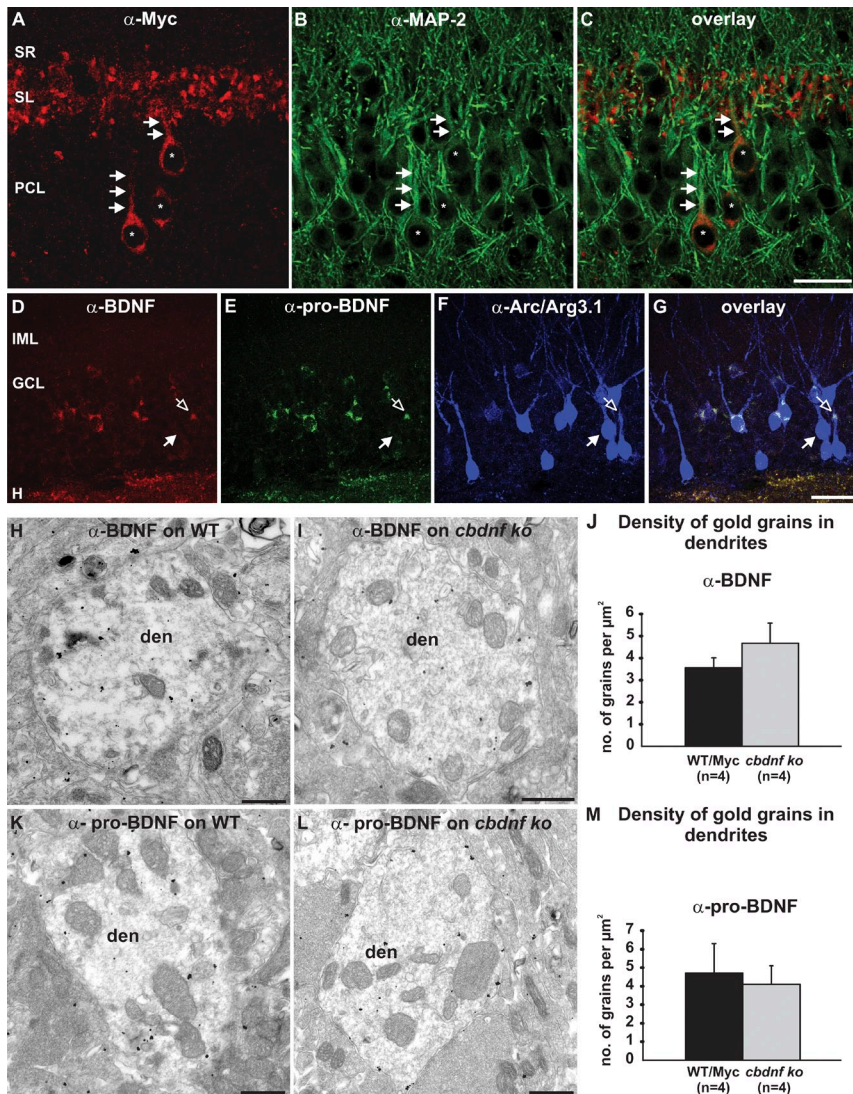 A α-Myc
SR
SL
PCL
B α-MAP-2
C overlay
D α-BDNF
IML
GCL
H
E α-pro-BDNF
F α-Arc/Arg3.1
G overlay
H α-BDNF on WT
den
I α-BDNF on cbdnf ko
den
J Density of gold grains in
dendrites
α-BDNF
no. of grains per µm²
6
5
4
3
2
1
0
WT/Myc cbdnf ko
(n=4) (n=4)
K α- pro-BDNF on WT
den
L α- pro-BDNF on cbdnf ko
den
M Density of gold grains in
dendrites
α-pro-BDNF
no. of grains per µm²
7
6
5
4
3
2
1
0
WT/Myc cbdnf ko
(n=4) (n=4)